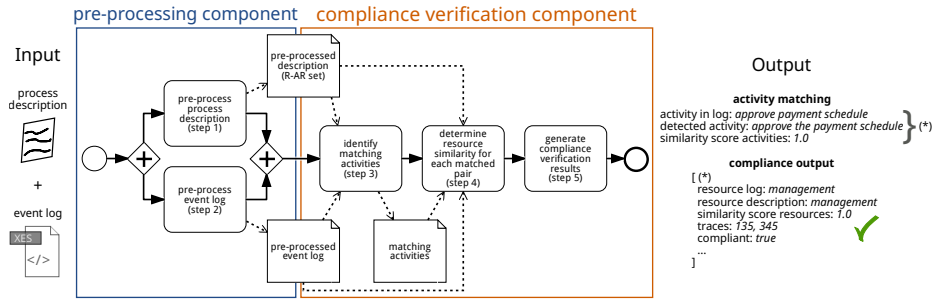 pre-processing component
compliance verification component
Input
process
description
+
event log
XES
</>
pre-process
process
description
(step 1)
pre-process
event log
(step 2)
pre-processed
description
(R-AR set)
pre-processed
event log
identify
matching
activities
(step 3)
matching
activities
determine
resource
similarity for
each matched
pair
(step 4)
generate
compliance
verification
results
(step 5)
Output
activity matching
activity in log: approve payment schedule
detected activity: approve the payment schedule
similarity score activities: 1.0
(*)
compliance output
[ (*)
resource log: management
resource description: management
similarity score resources: 1.0
traces: 135, 345
compliant: true
...
]